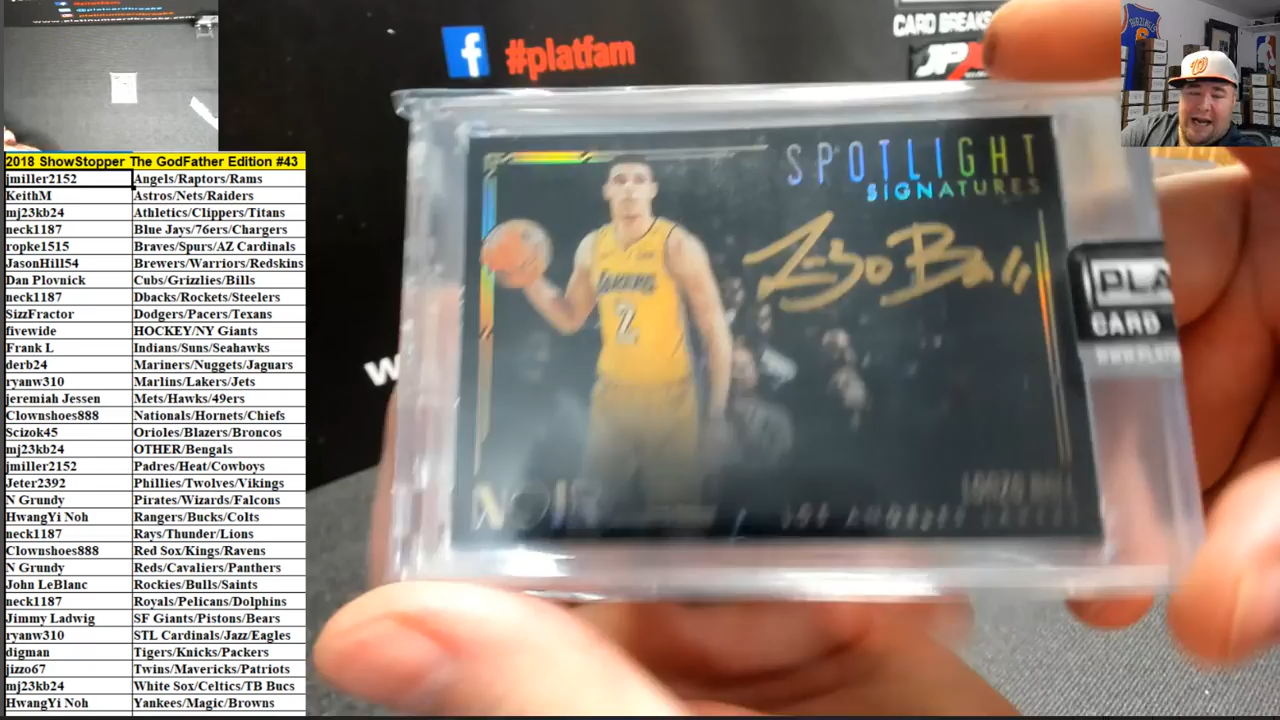 #platfam
CARD BREAKS
JPX
SPOTLIGHT
SIGNATURES
Lonzo Ball
LAKERS
2
NOIR
LONZO BALL
LOS ANGELES LAKERS
PLA
CARD
2018 ShowStopper The GodFather Edition #43
jmiller2152 Angels/Raptors/Rams
KeithM Astros/Nets/Raiders
mj23kb24 Athletics/Clippers/Titans
neck1187 Blue Jays/76ers/Chargers
ropke1515 Braves/Spurs/AZ Cardinals
JasonHill54 Brewers/Warriors/Redskins
Dan Plovnick Cubs/Grizzlies/Bills
neck1187 Dbacks/Rockets/Steelers
SizzFractor Dodgers/Pacers/Texans
fivewide HOCKEY/NY Giants
Frank L Indians/Suns/Seahawks
derb24 Mariners/Nuggets/Jaguars
ryanw310 Marlins/Lakers/Jets
jeremiah Jessen Mets/Hawks/49ers
Clownshoes888 Nationals/Hornets/Chiefs
Scizok45 Orioles/Blazers/Broncos
mj23kb24 OTHER/Bengals
jmiller2152 Padres/Heat/Cowboys
Jeter2392 Phillies/Twolves/Vikings
N Grundy Pirates/Wizards/Falcons
HwangYi Noh Rangers/Bucks/Colts
neck1187 Rays/Thunder/Lions
Clownshoes888 Red Sox/Kings/Ravens
N Grundy Reds/Cavaliers/Panthers
John LeBlanc Rockies/Bulls/Saints
neck1187 Royals/Pelicans/Dolphins
Jimmy Ladwig SF Giants/Pistons/Bears
ryanw310 STL Cardinals/Jazz/Eagles
digman Tigers/Knicks/Packers
jizzo67 Twins/Mavericks/Patriots
mj23kb24 White Sox/Celtics/TB Bucs
HwangYi Noh Yankees/Magic/Browns